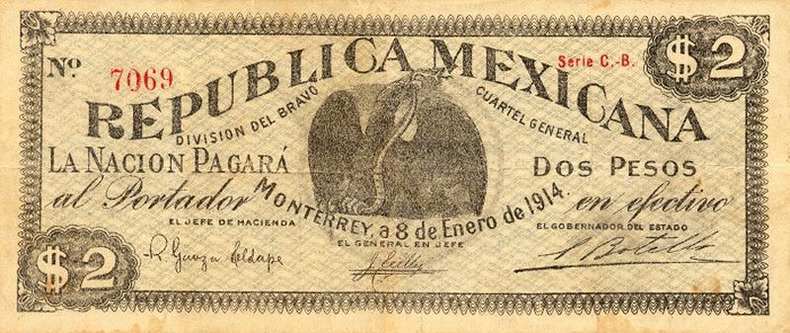 $2
Nº 7069
Serie C.-B.
REPUBLICA MEXICANA
DIVISION DEL BRAVO
CUARTEL GENERAL
LA NACION PAGARÁ DOS PESOS
al Portador en efectivo
MONTERREY, a 8 de Enero de 1914.
EL JEFE DE HACIENDA
EL GENERAL EN JEFE
EL GOBERNADOR DEL ESTADO
R. Garza
$2